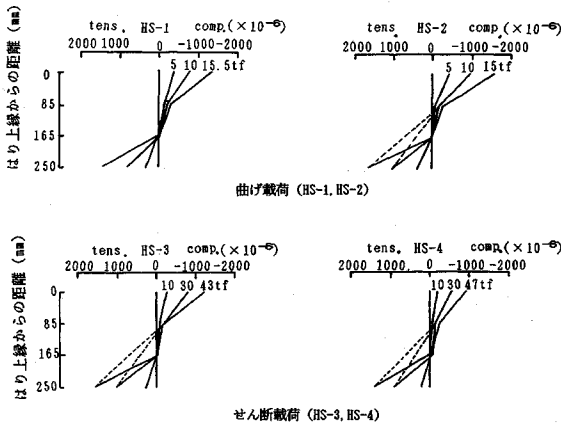 tens. HS-1 comp.(×10⁻⁶)
2000 1000 0 -1000 -2000
5 10 15.5tf
はり上縁からの距離 (mm)
0
85
165
250
tens. HS-2 comp.(×10⁻⁶)
2000 1000 0 -1000 -2000
5 10 15tf
曲げ載荷 (HS-1,HS-2)
tens. HS-3 comp.(×10⁻⁶)
2000 1000 0 -1000 -2000
10 30 43tf
はり上縁からの距離 (mm)
0
85
165
250
tens. HS-4 comp.(×10⁻⁶)
2000 1000 0 -1000 -2000
10 30 47tf
せん断載荷 (HS-3,HS-4)